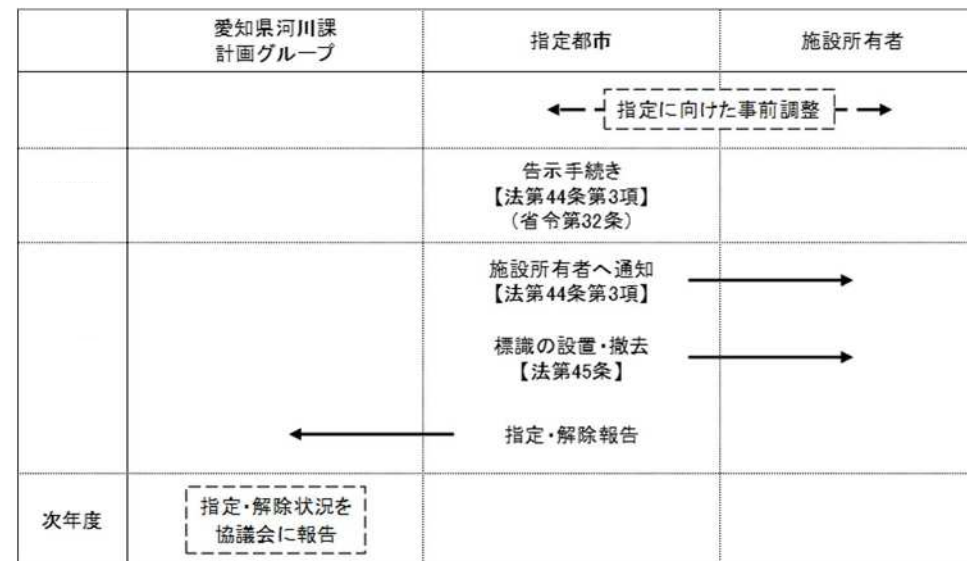 愛知県河川課
計画グループ
指定都市
施設所有者
指定に向けた事前調整
告示手続き
【法第44条第3項】
（省令第32条）
施設所有者へ通知
【法第44条第3項】
標識の設置・撤去
【法第45条】
指定・解除報告
次年度
指定・解除状況を
協議会に報告